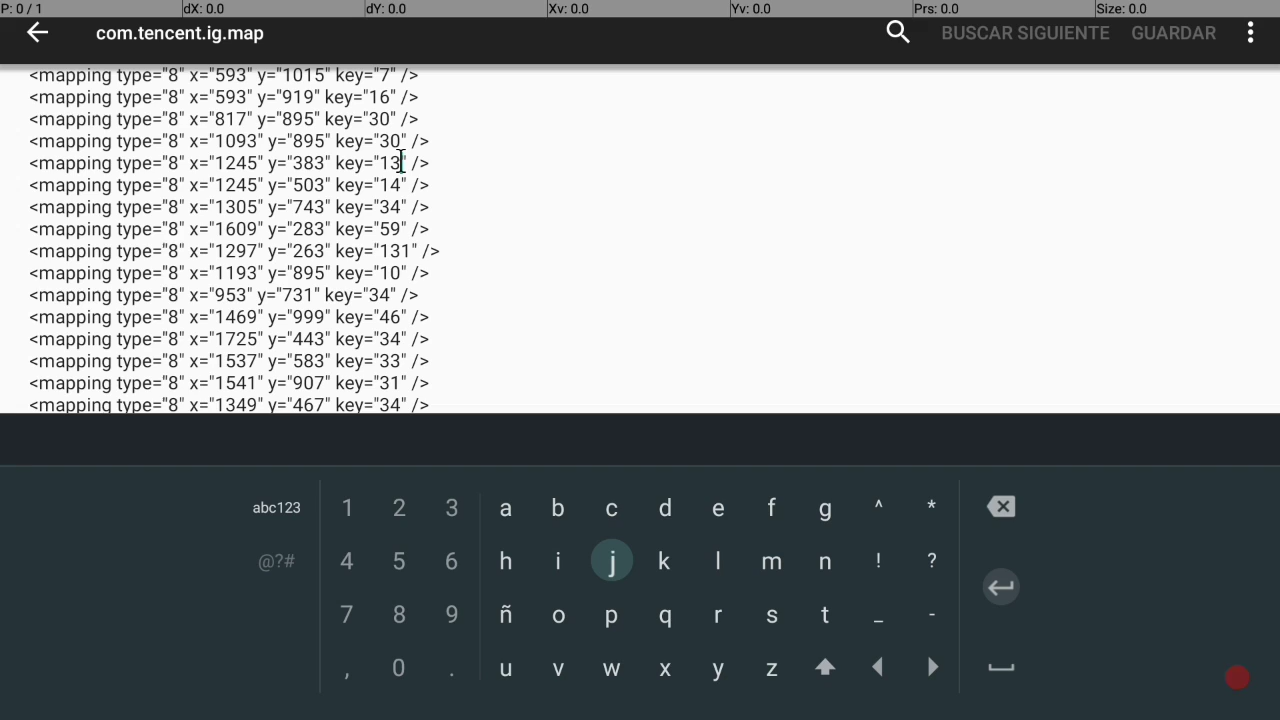 P: 0 / 1 dX: 0.0 dY: 0.0 Xv: 0.0 Yv: 0.0 Prs: 0.0 Size: 0.0
com.tencent.ig.map BUSCAR SIGUIENTE GUARDAR
<mapping type="8" x="593" y="1015" key="7" />
<mapping type="8" x="593" y="919" key="16" />
<mapping type="8" x="817" y="895" key="30" />
<mapping type="8" x="1093" y="895" key="30" />
<mapping type="8" x="1245" y="383" key="13" />
<mapping type="8" x="1245" y="503" key="14" />
<mapping type="8" x="1305" y="743" key="34" />
<mapping type="8" x="1609" y="283" key="59" />
<mapping type="8" x="1297" y="263" key="131" />
<mapping type="8" x="1193" y="895" key="10" />
<mapping type="8" x="953" y="731" key="34" />
<mapping type="8" x="1469" y="999" key="46" />
<mapping type="8" x="1725" y="443" key="34" />
<mapping type="8" x="1537" y="583" key="33" />
<mapping type="8" x="1541" y="907" key="31" />
<mapping type="8" x="1349" y="467" key="34" />
abc123 1 2 3 a b c d e f g ^ *
@?# 4 5 6 h i j k l m n ! ?
7 8 9 ñ o p q r s t _ -
, 0 . u v w x y z